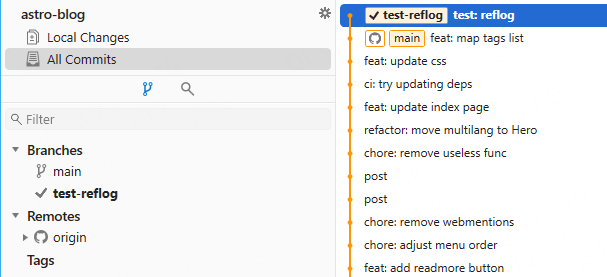 astro-blog
Local Changes
All Commits
Filter
Branches
main
test-reflog
Remotes
origin
Tags
test-reflog test: reflog
main feat: map tags list
feat: update css
ci: try updating deps
feat: update index page
refactor: move multilang to Hero
chore: remove useless func
post
post
chore: remove webmentions
chore: adjust menu order
feat: add readmore button